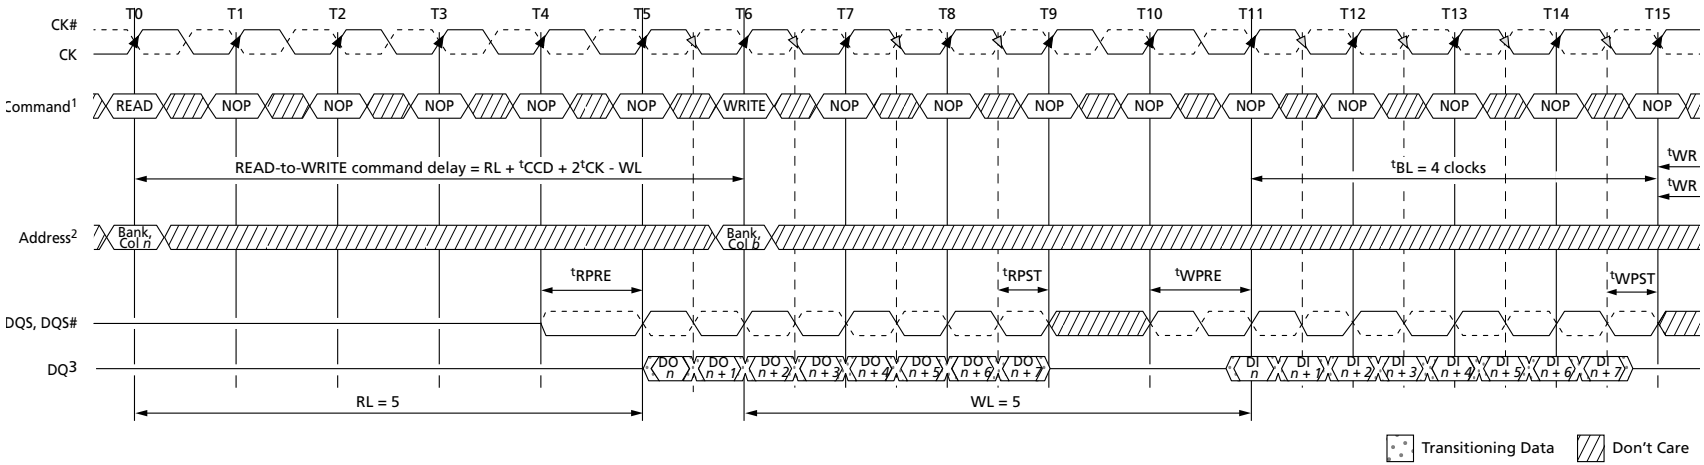 T0 T1 T2 T3 T4 T5 T6 T7 T8 T9 T10 T11 T12 T13 T14 T15
CK#
CK
Command1 READ NOP NOP NOP NOP NOP WRITE NOP NOP NOP NOP NOP NOP NOP NOP NOP
READ-to-WRITE command delay = RL + tCCD + 2tCK - WL
tBL = 4 clocks
tWR
tWR
Address2
Bank, Col n
Bank, Col b
tRPRE
tRPST
tWPRE
tWPST
DQS, DQS#
DQ3
DO n
DO n + 1
DO n + 2
DO n + 3
DO n + 4
DO n + 5
DO n + 6
DO n + 7
DI n
DI n + 1
DI n + 2
DI n + 3
DI n + 4
DI n + 5
DI n + 6
DI n + 7
RL = 5
WL = 5
Transitioning Data
Don't Care